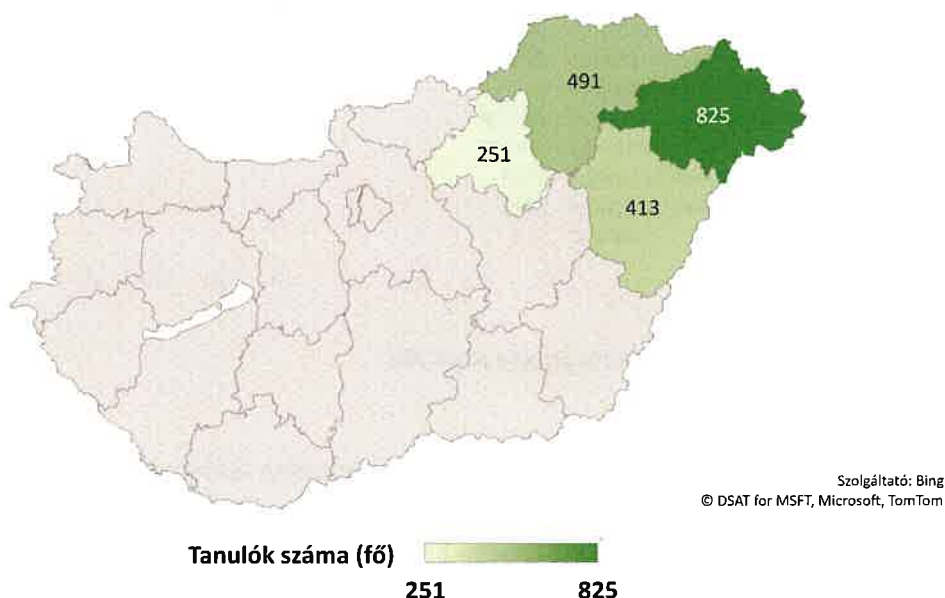 491
825
251
413
Szolgáltató: Bing
© DSAT for MSFT, Microsoft, TomTom
Tanulók száma (fő)
251 825